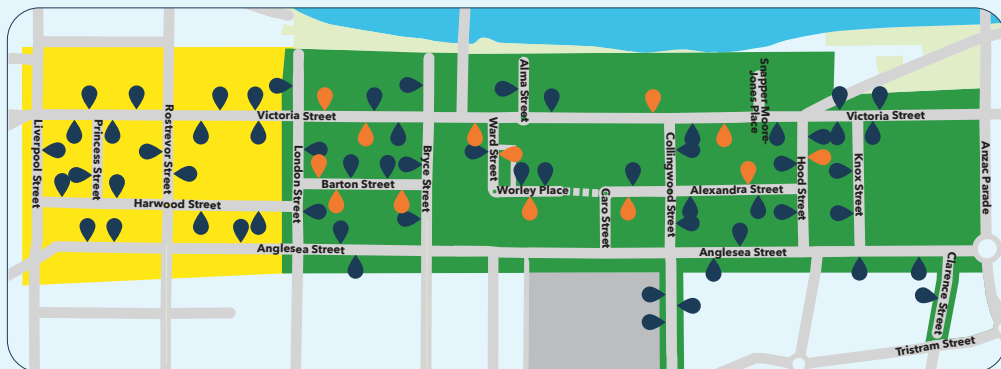 Alma Street
Snapper Moore-
Jones Place
Victoria Street
Victoria Street
Liverpool Street
Princess Street
Rostrevor Street
London Street
Bryce Street
Ward Street
Collingwood Street
Hood Street
Knox Street
Anzac Parade
Barton Street
Worley Place
Alexandra Street
Caro Street
Harwood Street
Anglesea Street
Anglesea Street
Clarence Street
Tristram Street